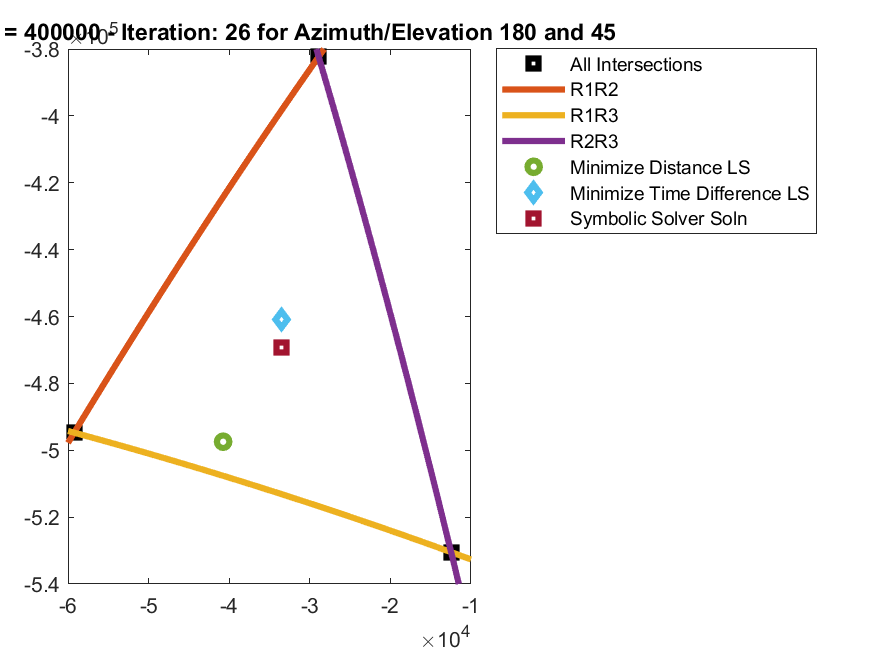 = 400000 - Iteration: 26 for Azimuth/Elevation 180 and 45
×10^5
-3.8
-4
-4.2
-4.4
-4.6
-4.8
-5
-5.2
-5.4
-6
-5
-4
-3
-2
-1
×10^4
All Intersections
R1R2
R1R3
R2R3
Minimize Distance LS
Minimize Time Difference LS
Symbolic Solver Soln